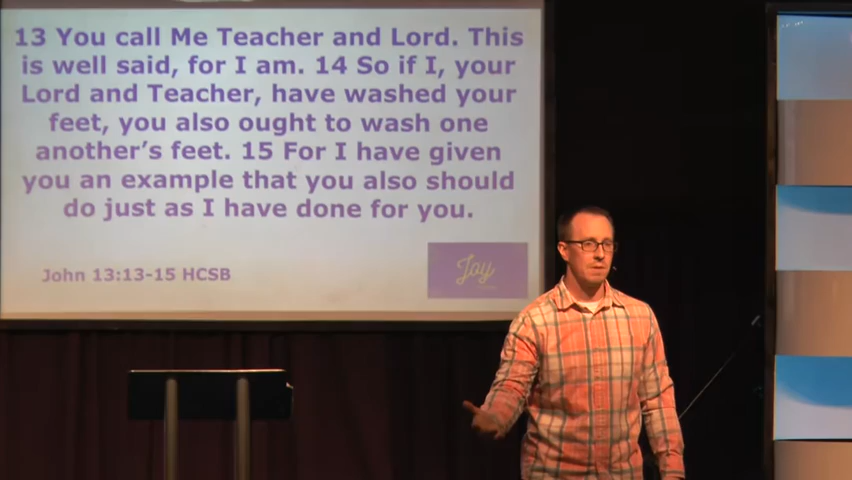 13 You call Me Teacher and Lord. This
is well said, for I am. 14 So if I, your
Lord and Teacher, have washed your
feet, you also ought to wash one
another’s feet. 15 For I have given
you an example that you also should
do just as I have done for you.
John 13:13-15 HCSB
Joy